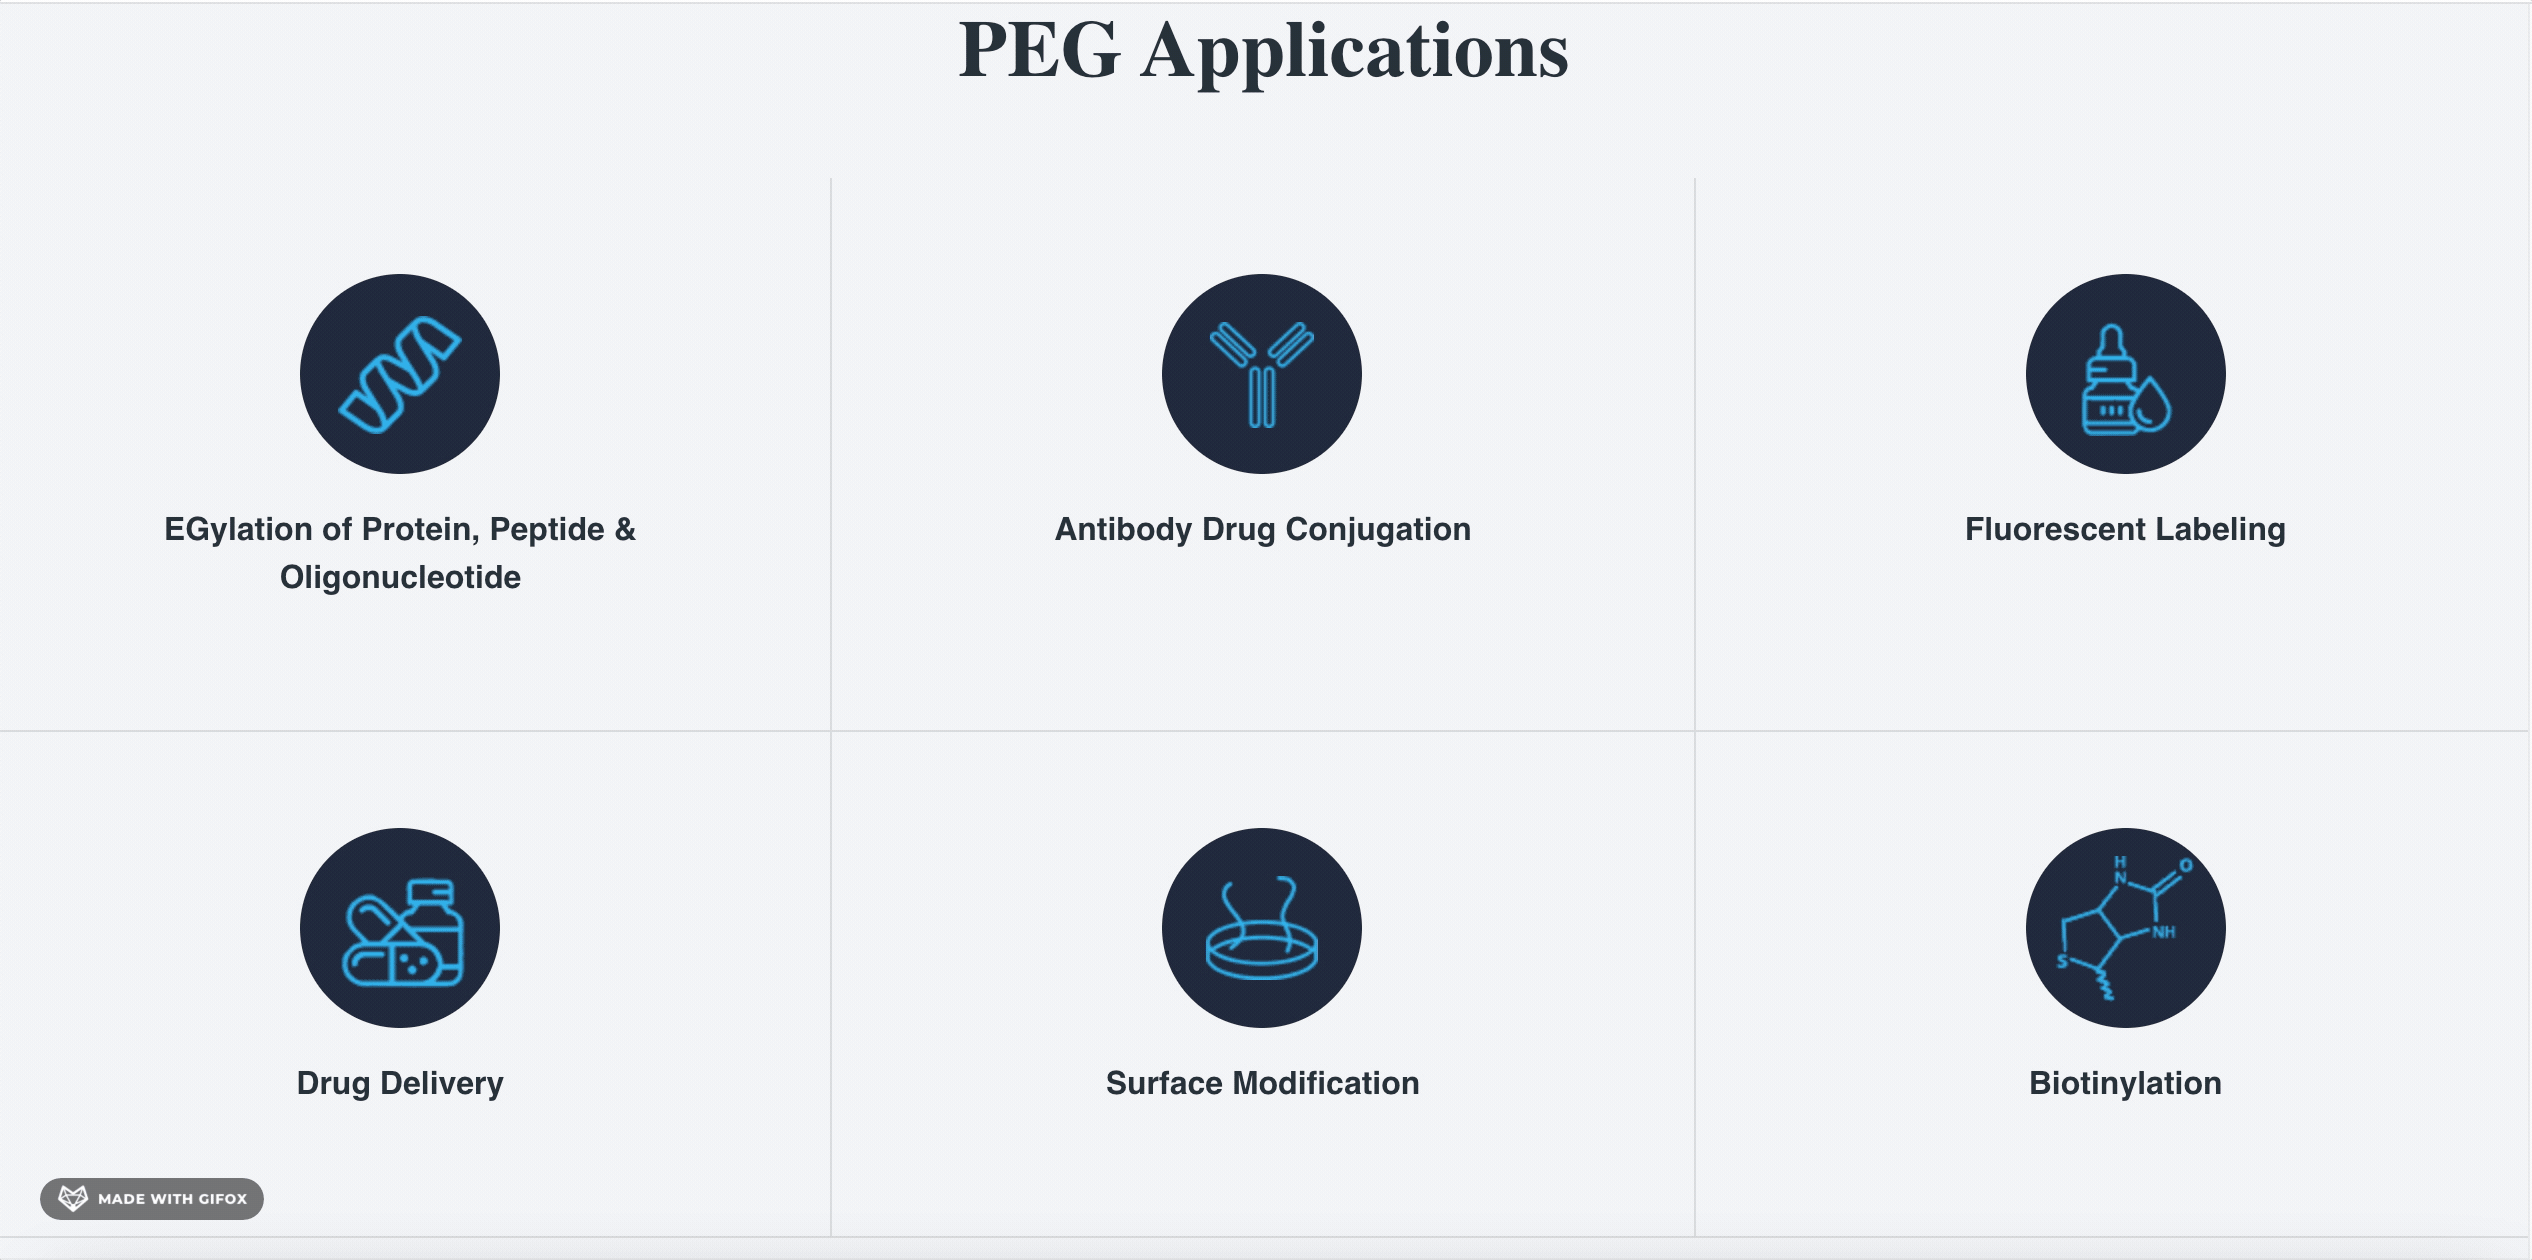 PEG Applications
EGylation of Protein, Peptide &
Oligonucleotide
Antibody Drug Conjugation
Fluorescent Labeling
Drug Delivery
Surface Modification
H
N
O
NH
S
Biotinylation
MADE WITH GIFOX